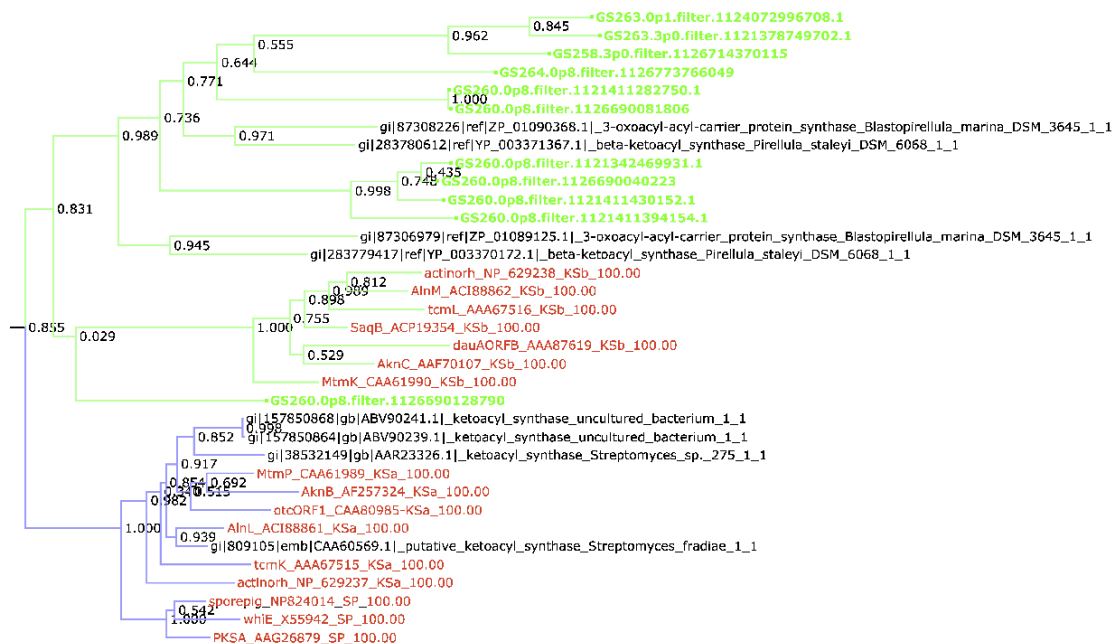 GS263.0p1.filter.1124072996708.1
0.845
GS263.3p0.filter.1121378749702.1
0.962
0.555
GS258.3p0.filter.1126714370115
0.644
GS264.0p8.filter.1126773766049
0.771
GS260.0p8.filter.1121411282750.1
1.000
GS260.0p8.filter.1126690081806
0.736
gi|87308226|ref|ZP_01090368.1|_3-oxoacyl-acyl-carrier_protein_synthase_Blastopirellula_marina_DSM_3645_1_1
0.989
0.971
gi|283780612|ref|YP_003371367.1|_beta-ketoacyl_synthase_Pirellula_staleyi_DSM_6068_1_1
GS260.0p8.filter.1121342469931.1
0.435
0.748
GS260.0p8.filter.1126690040223
0.998
GS260.0p8.filter.1121411430152.1
0.831
GS260.0p8.filter.1121411394154.1
gi|87306979|ref|ZP_01089125.1|_3-oxoacyl-acyl-carrier_protein_synthase_Blastopirellula_marina_DSM_3645_1_1
0.945
gi|283779417|ref|YP_003370172.1|_beta-ketoacyl_synthase_Pirellula_staleyi_DSM_6068_1_1
actinorh_NP_629238_KSb_100.00
0.812
0.989
AlnM_ACI88862_KSb_100.00
0.898
tcmL_AAA67516_KSb_100.00
0.755
0.855
1.000
SaqB_ACP19354_KSb_100.00
0.029
dauAORFB_AAA87619_KSb_100.00
0.529
AknC_AAF70107_KSb_100.00
MtmK_CAA61990_KSb_100.00
GS260.0p8.filter.1126690128790
gi|157850868|gb|ABV90241.1|_ketoacyl_synthase_uncultured_bacterium_1_1
0.998
0.852
gi|157850864|gb|ABV90239.1|_ketoacyl_synthase_uncultured_bacterium_1_1
gi|38532149|gb|AAR23326.1|_ketoacyl_synthase_Streptomyces_sp._275_1_1
0.917
MtmP_CAA61989_KSa_100.00
0.854
0.692
0.515
AknB_AF257324_KSa_100.00
0.982
otcORF1_CAA80985-KSa_100.00
1.000
AlnL_ACI88861_KSa_100.00
0.939
gi|809105|emb|CAA60569.1|_putative_ketoacyl_synthase_Streptomyces_fradiae_1_1
tcmK_AAA67515_KSa_100.00
actinorh_NP_629237_KSa_100.00
sporepig_NP824014_SP_100.00
0.542
1.000
whiE_X55942_SP_100.00
PKSA_AAG26879_SP_100.00